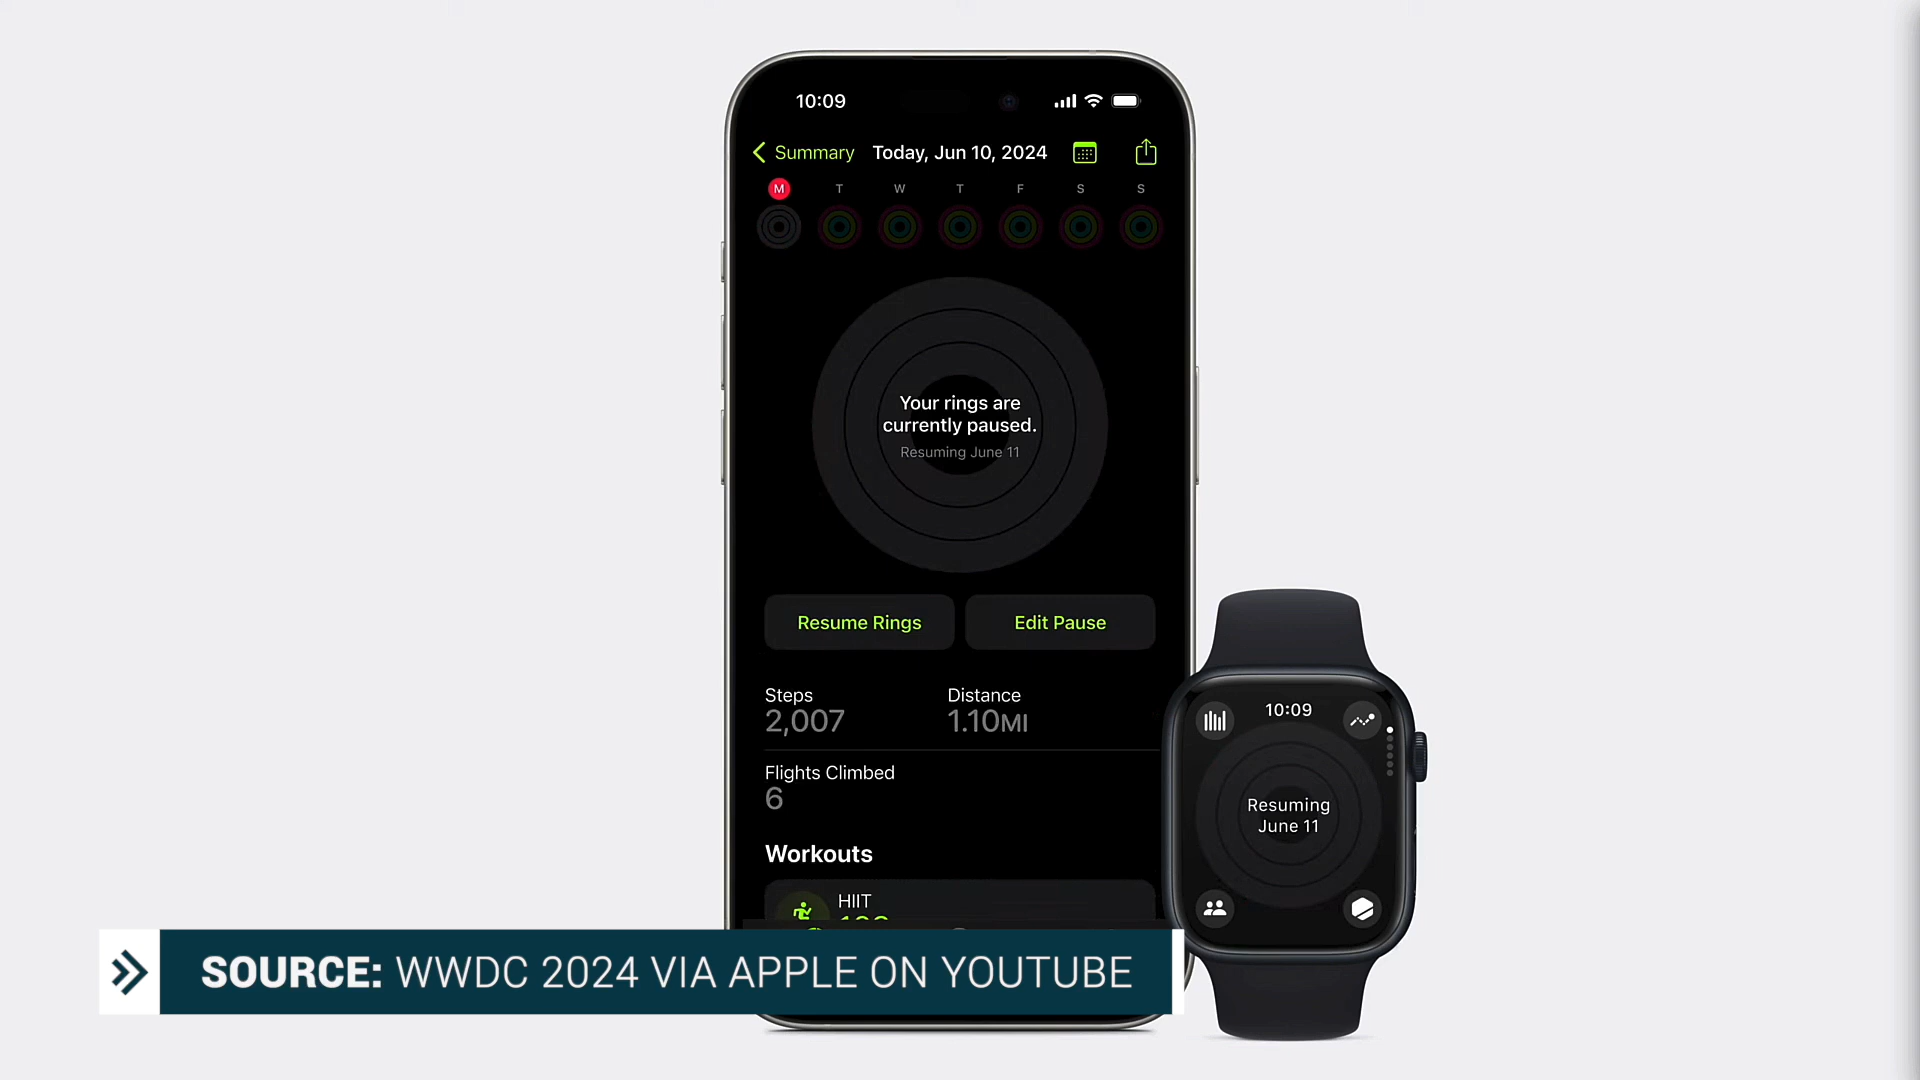 10:09
Summary
Today, Jun 10, 2024
M T W T F S S
Your rings are
currently paused.
Resuming June 11
Resume Rings
Edit Pause
Steps
2,007
Distance
1.10MI
Flights Climbed
6
Workouts
HIIT
10:09
Resuming
June 11
SOURCE: WWDC 2024 VIA APPLE ON YOUTUBE